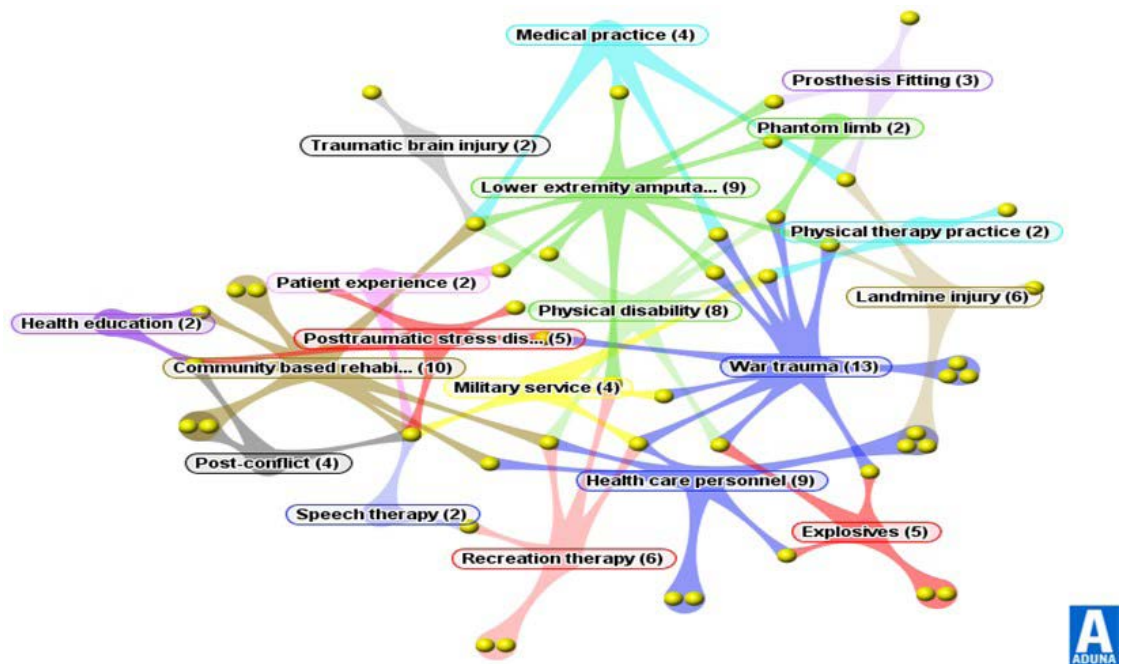 Medical practice (4)
Prosthesis Fitting (3)
Phantom limb (2)
Traumatic brain injury (2)
Lower extremity amputa... (9)
Physical therapy practice (2)
Patient experience (2)
Landmine injury (6)
Physical disability (8)
Health education (2)
Posttraumatic stress dis... (5)
Community based rehabi... (10)
War trauma (13)
Military service (4)
Post-conflict (4)
Health care personnel (9)
Speech therapy (2)
Explosives (5)
Recreation therapy (6)
A
ADUNA